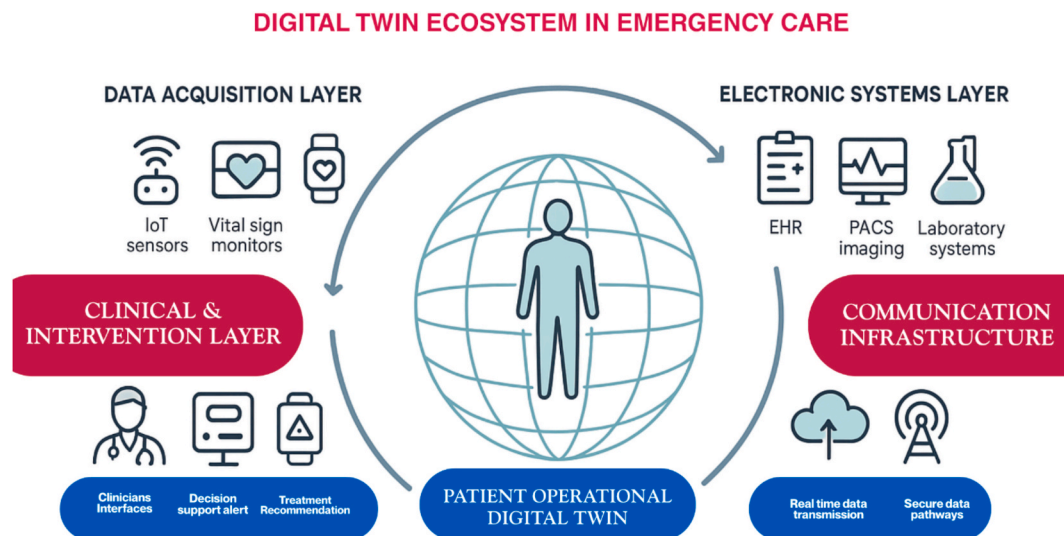 DIGITAL TWIN ECOSYSTEM IN EMERGENCY CARE
DATA ACQUISITION LAYER
IoT
sensors
Vital sign
monitors
ELECTRONIC SYSTEMS LAYER
EHR
PACS
imaging
Laboratory
systems
CLINICAL &
INTERVENTION LAYER
COMMUNICATION
INFRASTRUCTURE
Clinicians
Interfaces
Decision
support alert
Treatment
Recommendation
PATIENT OPERATIONAL
DIGITAL TWIN
Real time data
transmission
Secure data
pathways